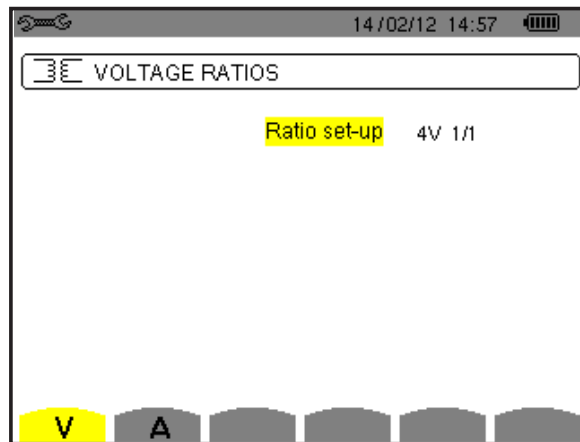 14/02/12 14:57
VOLTAGE RATIOS
Ratio set-up 4V 1/1
V A